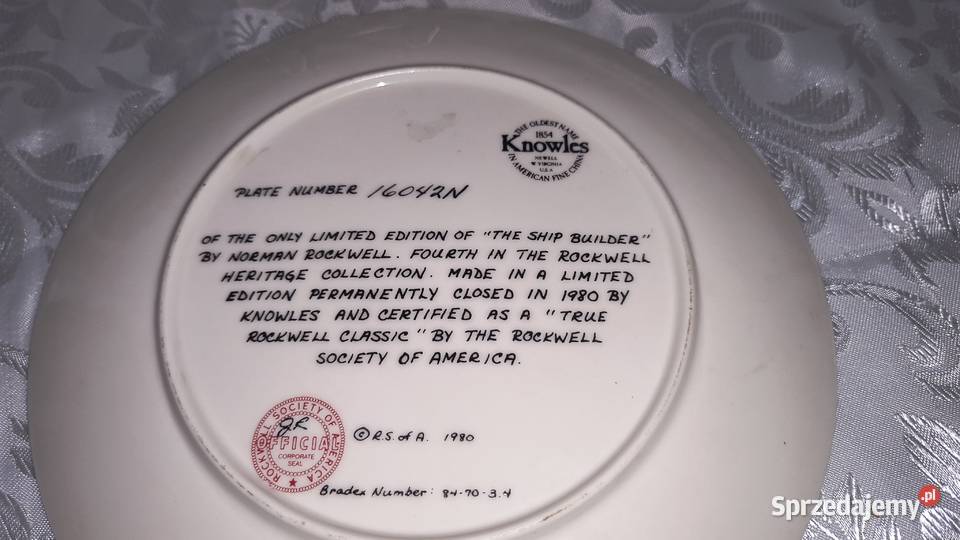 THE OLDEST NAME
1854
Knowles
NEWELL
W. VIRGINIA
U.S.A
IN AMERICAN FINE CHINA
PLATE NUMBER 16042N
OF THE ONLY LIMITED EDITION OF "THE SHIP BUILDER"
BY NORMAN ROCKWELL. FOURTH IN THE ROCKWELL
HERITAGE COLLECTION. MADE IN A LIMITED
EDITION PERMANENTLY CLOSED IN 1980 BY
KNOWLES AND CERTIFIED AS A "TRUE
ROCKWELL CLASSIC" BY THE ROCKWELL
SOCIETY OF AMERICA.
ROCKWELL SOCIETY OF AMERICA
JR
OFFICIAL
CORPORATE
SEAL
© R.S. of A. 1980
Bradex Number: 84-70-3.4
Sprzedajemy.pl